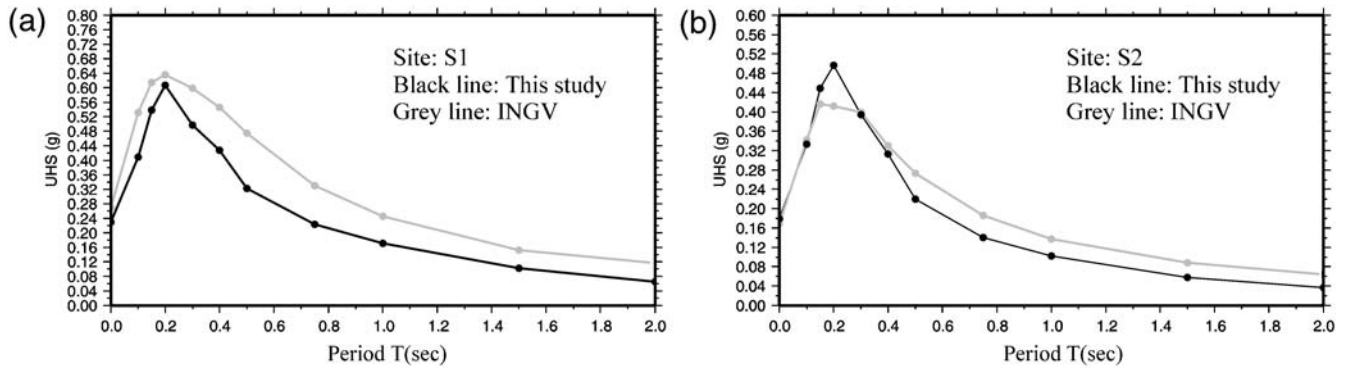 (a)
0.80
0.76
0.72
0.68
0.64
0.60
0.56
0.52
0.48
0.44
0.40
0.36
0.32
0.28
0.24
0.20
0.16
0.12
0.08
0.04
0.00
UHS (g)
Site: S1
Black line: This study
Grey line: INGV
0.0 0.2 0.4 0.6 0.8 1.0 1.2 1.4 1.6 1.8 2.0
Period T(sec)
(b)
0.60
0.56
0.52
0.48
0.44
0.40
0.36
0.32
0.28
0.24
0.20
0.16
0.12
0.08
0.04
0.00
UHS (g)
Site: S2
Black line: This study
Grey line: INGV
0.0 0.2 0.4 0.6 0.8 1.0 1.2 1.4 1.6 1.8 2.0
Period T(sec)